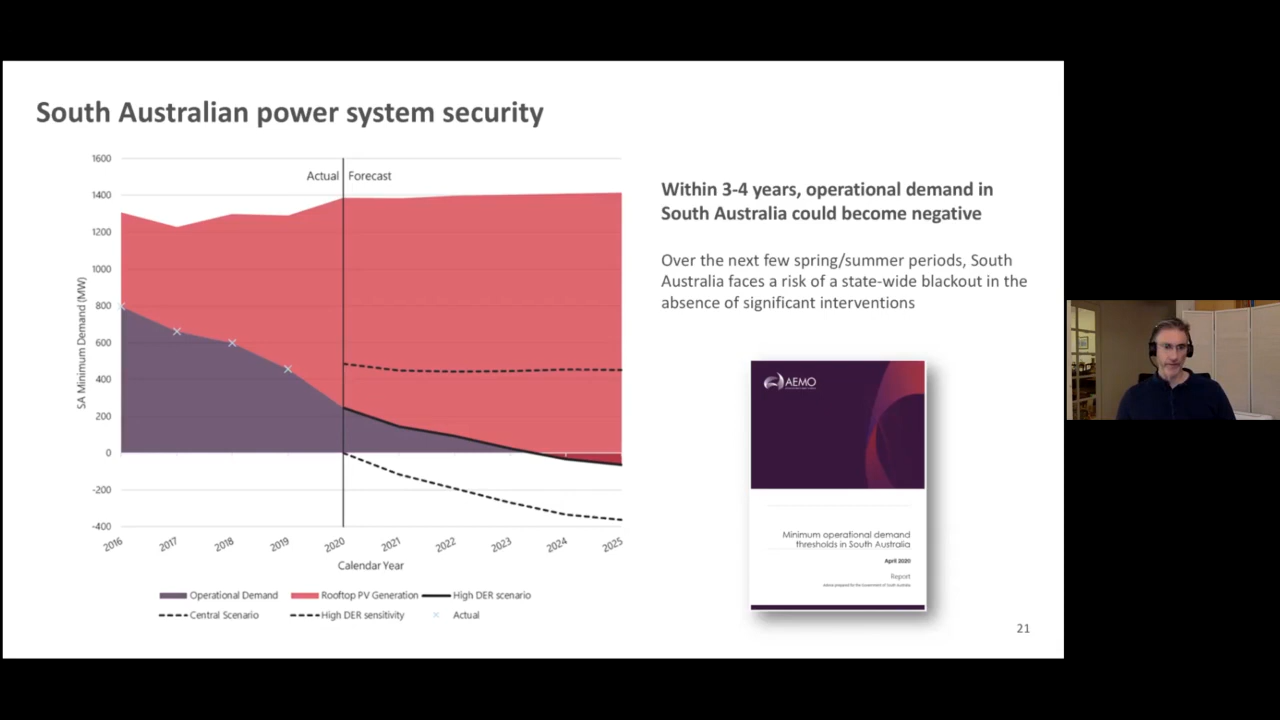 South Australian power system security
1600
1400
1200
1000
800
600
400
200
0
-200
-400
SA Minimum Demand (MW)
Actual
Forecast
2016
2017
2018
2019
2020
2021
2022
2023
2024
2025
Calendar Year
Operational Demand
Rooftop PV Generation
High DER scenario
Central Scenario
High DER sensitivity
Actual
Within 3-4 years, operational demand in
South Australia could become negative
Over the next few spring/summer periods, South
Australia faces a risk of a state-wide blackout in the
absence of significant interventions
AEMO
Minimum operational demand
thresholds in South Australia
April 2020
Report
21